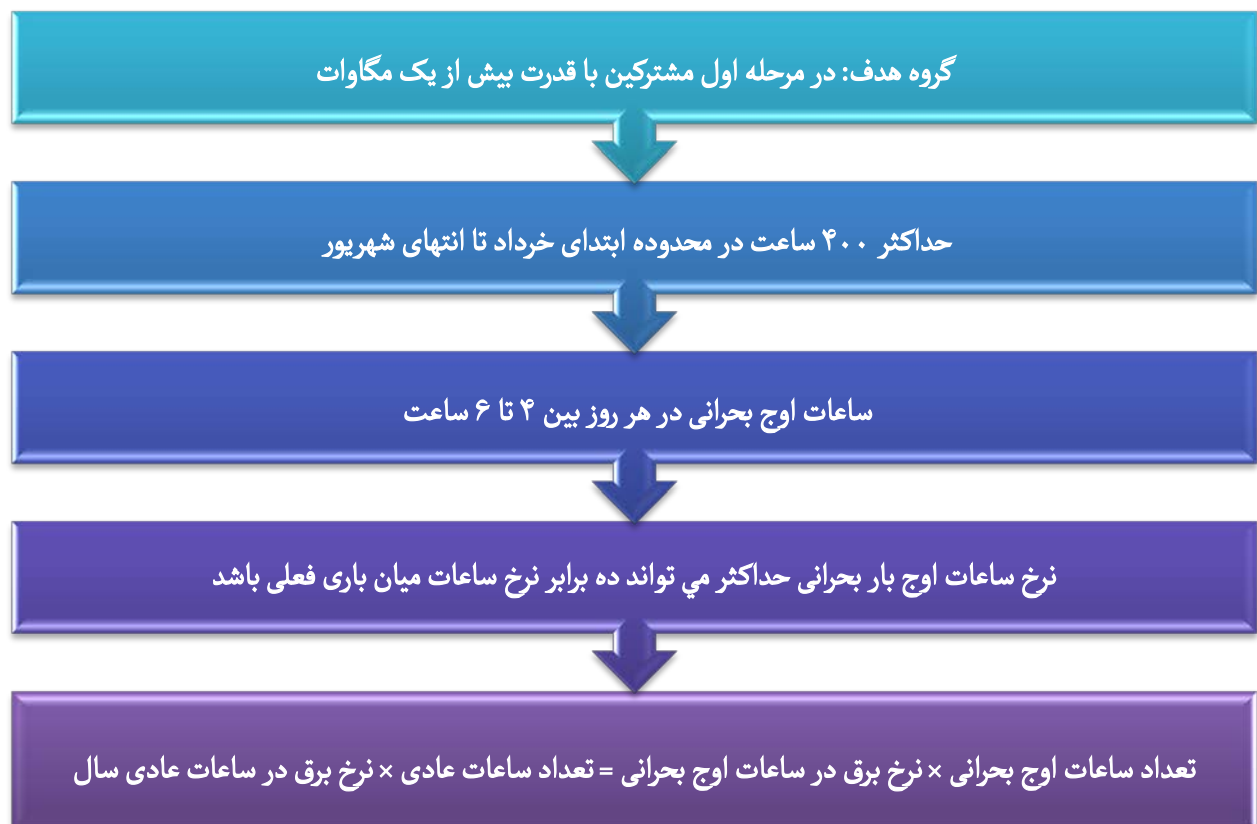 گروه هدف: در مرحله اول مشترکین با قدرت بیش از یک مگاوات
حداکثر ۴۰۰ ساعت در محدوده ابتدای خرداد تا انتهای شهریور
ساعات اوج بحرانی در هر روز بین ۴ تا ۶ ساعت
نرخ ساعات اوج بار بحرانی حداکثر مي تواند ده برابر نرخ ساعات میان باری فعلی باشد
تعداد ساعات اوج بحرانی × نرخ برق در ساعات اوج بحرانی = تعداد ساعات عادی × نرخ برق در ساعات عادی سال